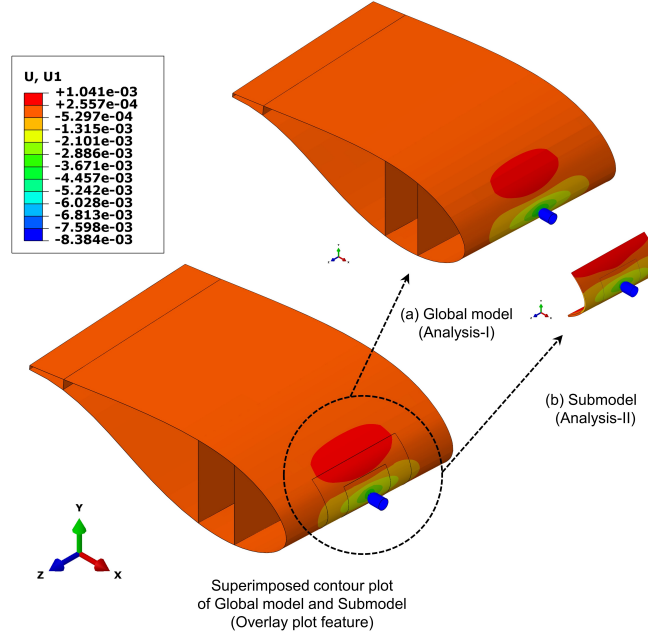 U, U1
+1.041e-03
+2.557e-04
-5.297e-04
-1.315e-03
-2.101e-03
-2.886e-03
-3.671e-03
-4.457e-03
-5.242e-03
-6.028e-03
-6.813e-03
-7.598e-03
-8.384e-03
(a) Global model
(Analysis-I)
(b) Submodel
(Analysis-II)
Y
Z
X
Superimposed contour plot
of Global model and Submodel
(Overlay plot feature)